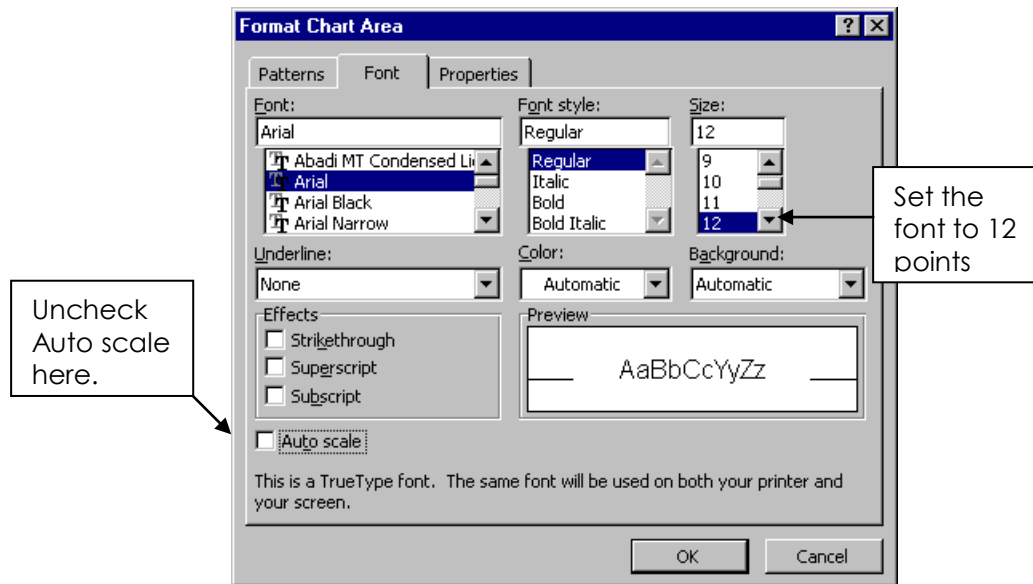 Format Chart Area
Patterns
Font
Properties
Font:
Font style:
Size:
Arial
Regular
12
Abadi MT Condensed Li
Arial
Arial Black
Arial Narrow
Regular
Italic
Bold
Bold Italic
9
10
11
12
Set the
font to 12
points
Underline:
Color:
Background:
None
Automatic
Automatic
Uncheck
Auto scale
here.
Effects
Strikethrough
Superscript
Subscript
Preview
AaBbCcYyZz
Auto scale
This is a TrueType font.  The same font will be used on both your printer and
your screen.
OK
Cancel